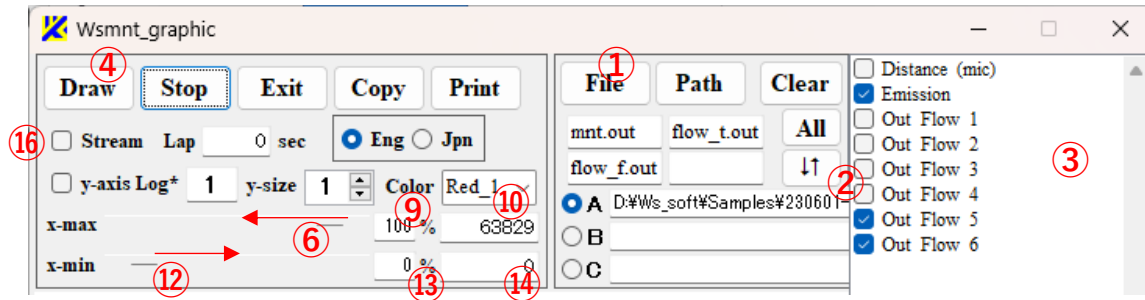 Wsmnt_graphic
④ ① 
Draw Stop Exit Copy Print File Path Clear
⑯ Stream Lap 0 sec Eng Jpn
mnt.out flow_t.out All
flow_f.out ↓↑
y-axis Log* 1 y-size 1 Color Red_1
② ⑨ ⑩
A D:¥Ws_soft¥Samples¥230601-
x-max ⑥ 100 % 63829
B
x-min ⑫ 0 % ⑬ 0 ⑭
C
Distance (mic)
Emission
Out Flow 1
Out Flow 2
Out Flow 3
③
Out Flow 4
Out Flow 5
Out Flow 6